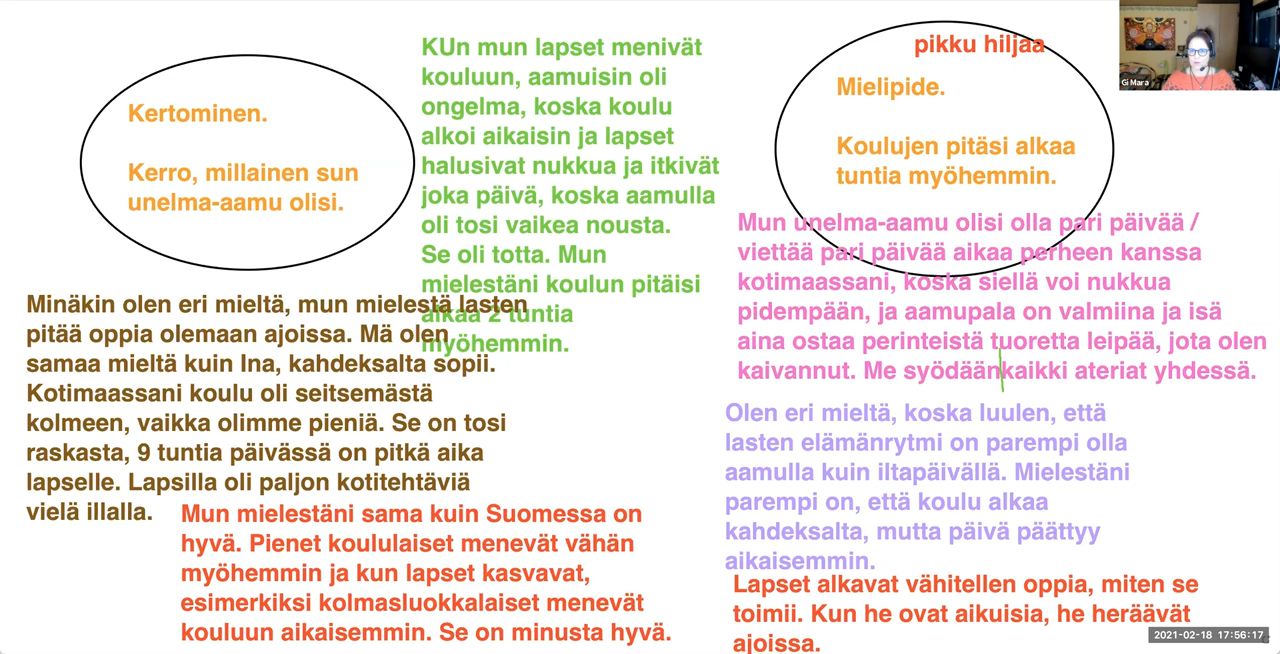 Kertominen.
Kerro, millainen sun
unelma-aamu olisi.
KUn mun lapset menivät
kouluun, aamuisin oli
ongelma, koska koulu
alkoi aikaisin ja lapset
halusivat nukkua ja itkivät
joka päivä, koska aamulla
oli tosi vaikea nousta.
Se oli totta. Mun
mielestäni koulun pitäisi
alkaa 2 tuntia
myöhemmin.
pikku hiljaa
Mielipide.
Koulujen pitäsi alkaa
tuntia myöhemmin.
Gi Mara
Mun unelma-aamu olisi olla pari päivää /
viettää pari päivää aikaa perheen kanssa
kotimaassani, koska siellä voi nukkua
pidempään, ja aamupala on valmiina ja isä
aina ostaa perinteistä tuoretta leipää, jota olen
kaivannut. Me syödäänkaikki ateriat yhdessä.
Minäkin olen eri mieltä, mun mielestä lasten
pitää oppia olemaan ajoissa. Mä olen
samaa mieltä kuin Ina, kahdeksalta sopii.
Kotimaassani koulu oli seitsemästä
kolmeen, vaikka olimme pieniä. Se on tosi
raskasta, 9 tuntia päivässä on pitkä aika
lapselle. Lapsilla oli paljon kotitehtäviä
vielä illalla.
Olen eri mieltä, koska luulen, että
lasten elämänrytmi on parempi olla
aamulla kuin iltapäivällä. Mielestäni
parempi on, että koulu alkaa
kahdeksalta, mutta päivä päättyy
aikaisemmin.
Mun mielestäni sama kuin Suomessa on
hyvä. Pienet koululaiset menevät vähän
myöhemmin ja kun lapset kasvavat,
esimerkiksi kolmasluokkalaiset menevät
kouluun aikaisemmin. Se on minusta hyvä.
Lapset alkavat vähitellen oppia, miten se
toimii. Kun he ovat aikuisia, he heräävät
ajoissa.
2021-02-18 17:56:17